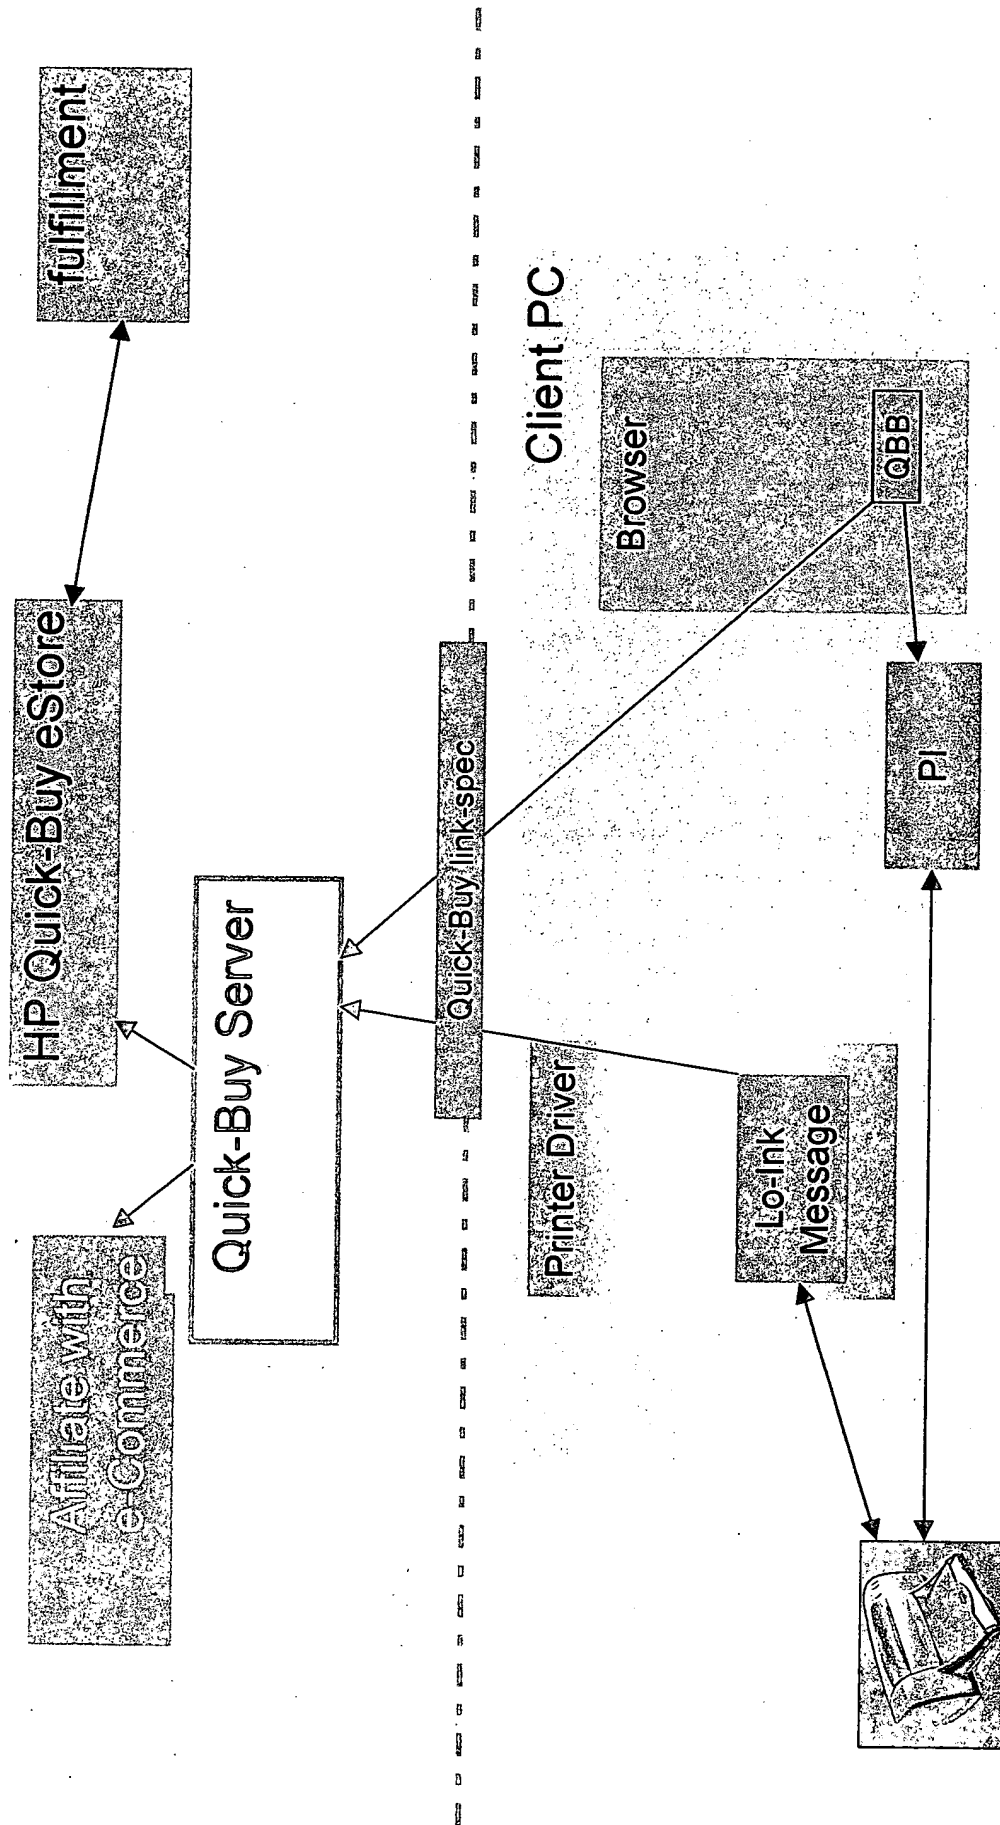 Affiliate with
e-Commerce
HP Quick-Buy eStore
fulfillment
Quick-Buy Server
Quick-Buy link-spec
Client PC
Printer Driver
Browser
Lo-Ink
Message
PI
QBB